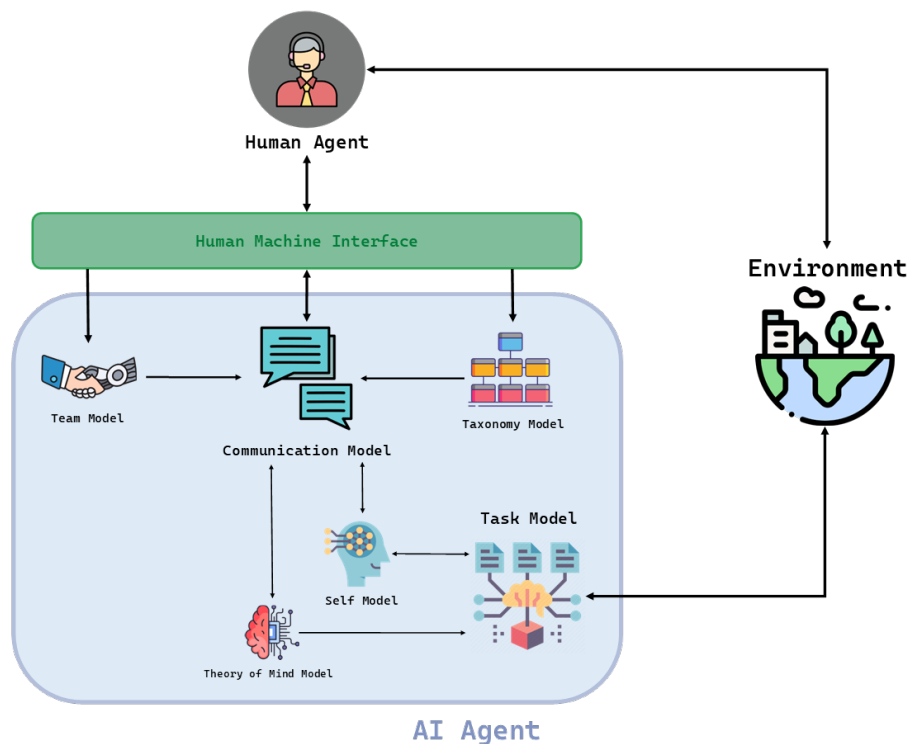 Human Agent
Human Machine Interface
Environment
Team Model
Taxonomy Model
Communication Model
Task Model
Self Model
Theory of Mind Model
AI Agent